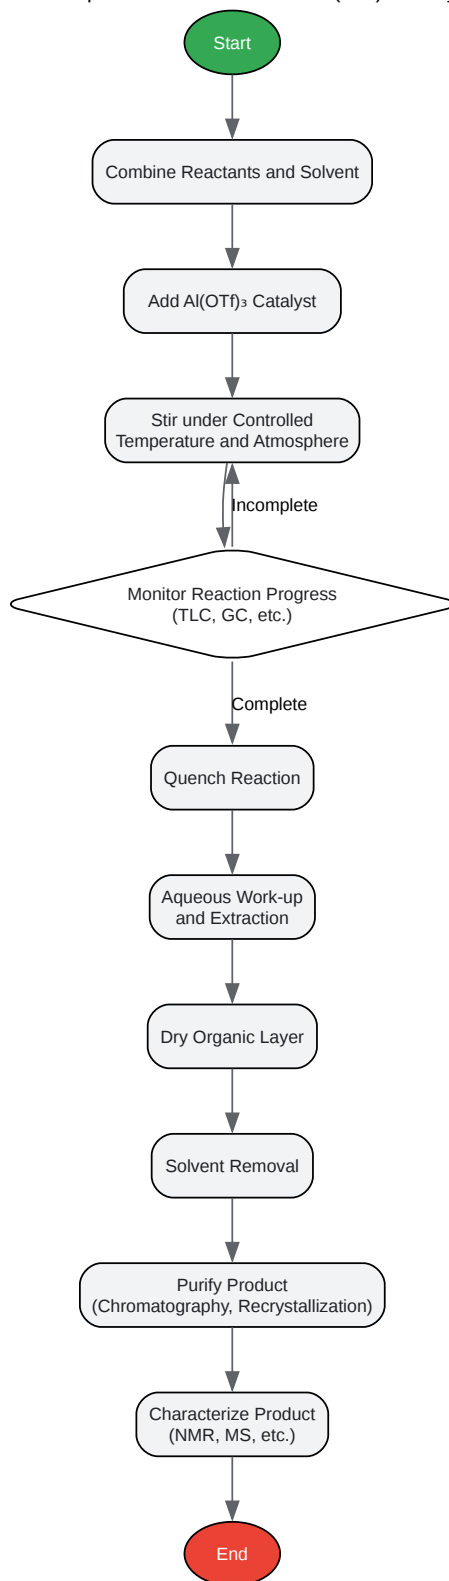 Start
Combine Reactants and Solvent
Add Al(OTf)₃ Catalyst
Stir under Controlled
Temperature and Atmosphere
Incomplete
Monitor Reaction Progress
(TLC, GC, etc.)
Complete
Quench Reaction
Aqueous Work-up
and Extraction
Dry Organic Layer
Solvent Removal
Purify Product
(Chromatography, Recrystallization)
Characterize Product
(NMR, MS, etc.)
End